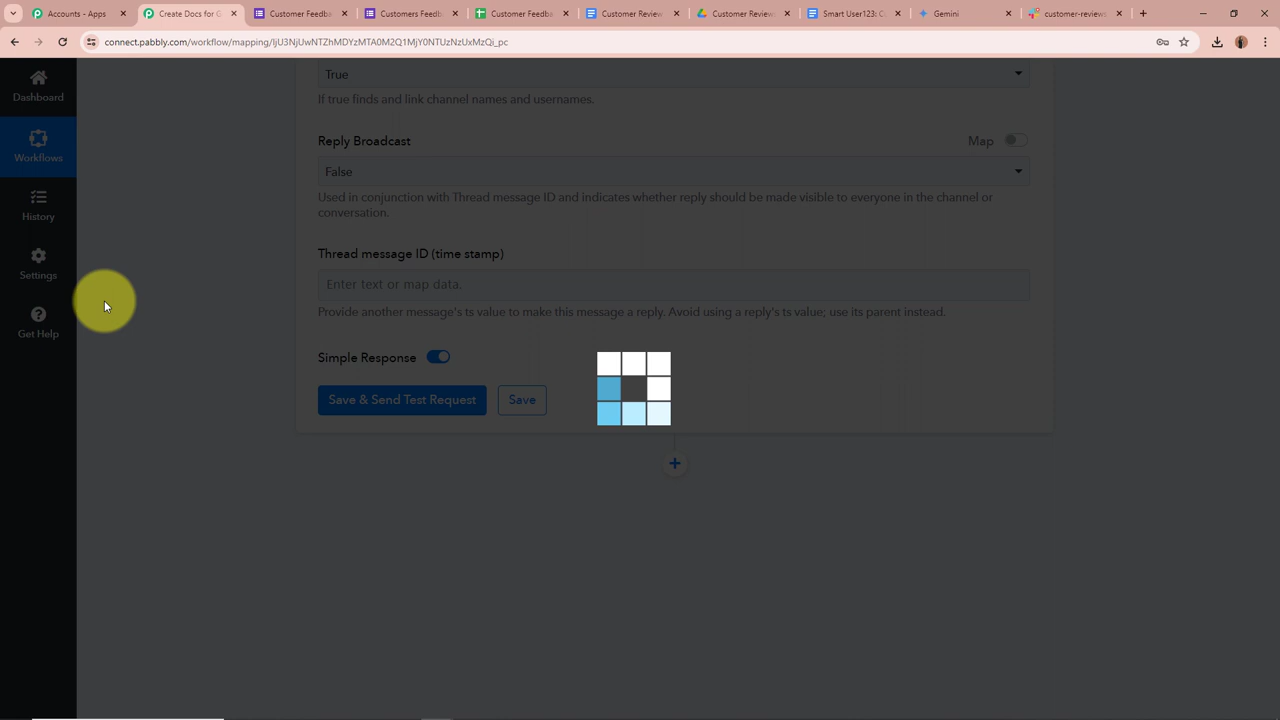 Accounts - Apps
Create Docs for G
Customer Feedba
Customers Feedb
Customer Feedba
Customer Review
Customer Review
Smart User123: C
Gemini
customer-reviews
connect.pabbly.com/workflow/mapping/IjU3NjUwNTZhMDYzMTA0M2Q1MjY0NTUzNzUxMzQi_pc
Dashboard
Workflows
History
Settings
Get Help
True
If true finds and link channel names and usernames.
Reply Broadcast
Map
False
Used in conjunction with Thread message ID and indicates whether reply should be made visible to everyone in the channel or
conversation.
Thread message ID (time stamp)
Enter text or map data.
Provide another message's ts value to make this message a reply. Avoid using a reply's ts value; use its parent instead.
Simple Response
Save & Send Test Request
Save